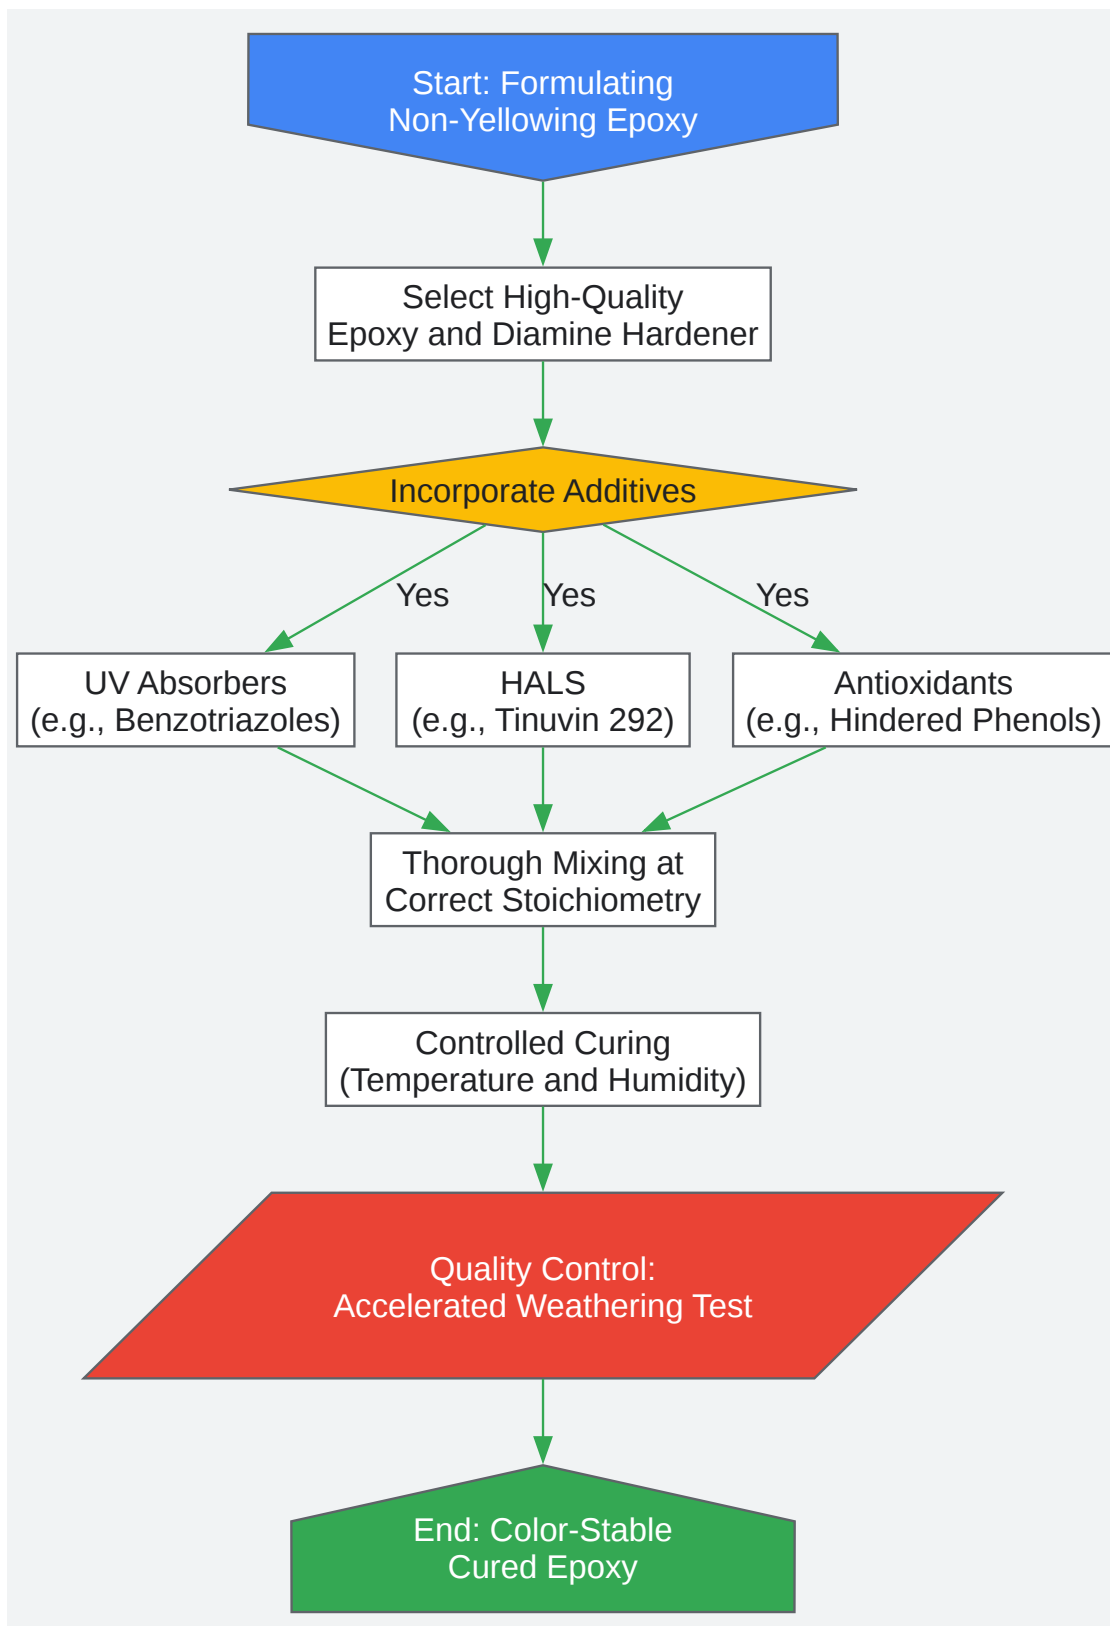 Start: Formulating
Non-Yellowing Epoxy
Select High-Quality
Epoxy and Diamine Hardener
Incorporate Additives
Yes
Yes
Yes
UV Absorbers
(e.g., Benzotriazoles)
HALS
(e.g., Tinuvin 292)
Antioxidants
(e.g., Hindered Phenols)
Thorough Mixing at
Correct Stoichiometry
Controlled Curing
(Temperature and Humidity)
Quality Control:
Accelerated Weathering Test
End: Color-Stable
Cured Epoxy